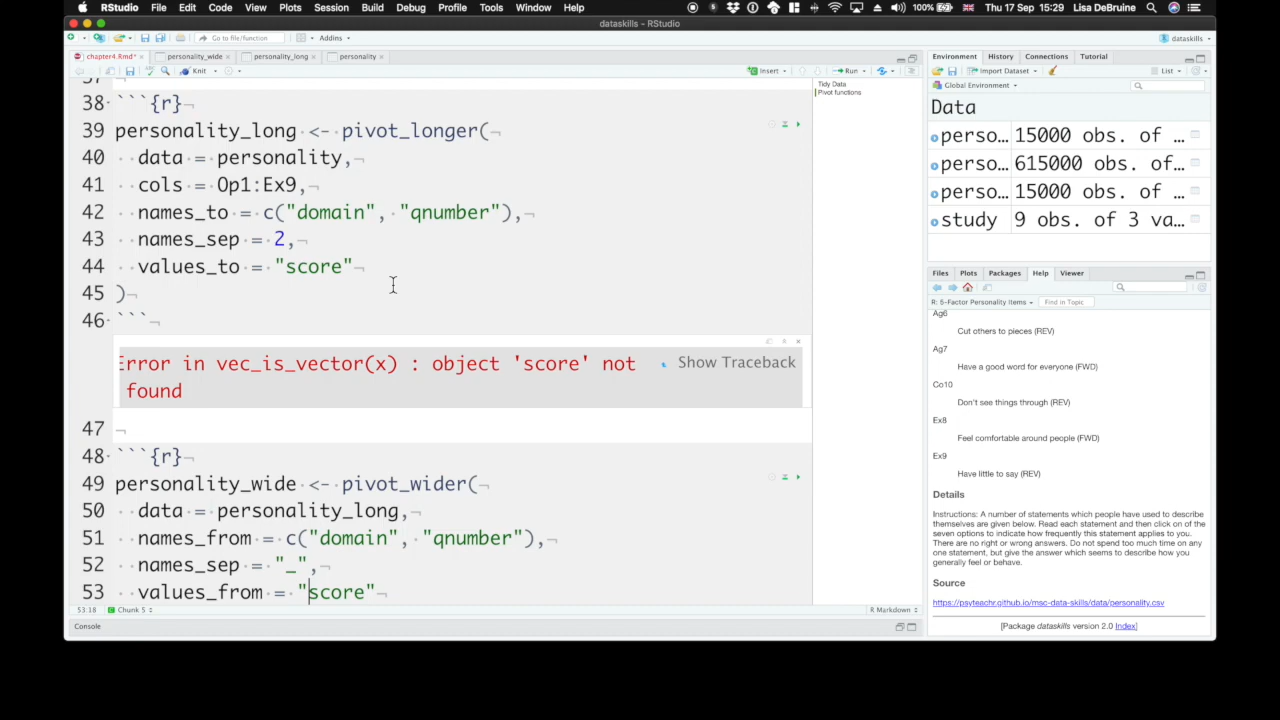 RStudio File Edit Code View Plots Session Build Debug Profile Tools Window Help 100% Thu 17 Sep 15:29 Lisa DeBruine
dataskills – RStudio
Go to file/function Addins dataskills
chapter4.Rmd* personality_wide personality_long personality
Knit Insert Run
Tidy Data
Pivot functions
37
38 ```{r}¬
39 personality_long <- pivot_longer(¬
40 data = personality,¬
41 cols = Op1:Ex9,¬
42 names_to = c("domain", "qnumber"),¬
43 names_sep = 2,¬
44 values_to = "score"¬
45 )¬
46 ```¬
Error in vec_is_vector(x) : object 'score' not
found
Show Traceback
47 ¬
48 ```{r}¬
49 personality_wide <- pivot_wider(¬
50 data = personality_long,¬
51 names_from = c("domain", "qnumber"),¬
52 names_sep = "_",¬
53 values_from = "score"¬
53:18 Chunk 5 R Markdown
Console
Environment History Connections Tutorial
Import Dataset List
Global Environment
Data
perso… 15000 obs. of …
perso… 615000 obs. of…
perso… 15000 obs. of …
study 9 obs. of 3 va…
Files Plots Packages Help Viewer
R: 5-Factor Personality Items Find in Topic
Ag6
Cut others to pieces (REV)
Ag7
Have a good word for everyone (FWD)
Co10
Don't see things through (REV)
Ex8
Feel comfortable around people (FWD)
Ex9
Have little to say (REV)
Details
Instructions: A number of statements which people have used to describe
themselves are given below. Read each statement and then click on of the
seven options to indicate how frequently this statement applies to you.
There are no right or wrong answers. Do not spend too much time on any
one statement, but give the answer which seems to describe how you
generally feel or behave.
Source
https://psyteachr.github.io/msc-data-skills/data/personality.csv
[Package dataskills version 2.0 Index]